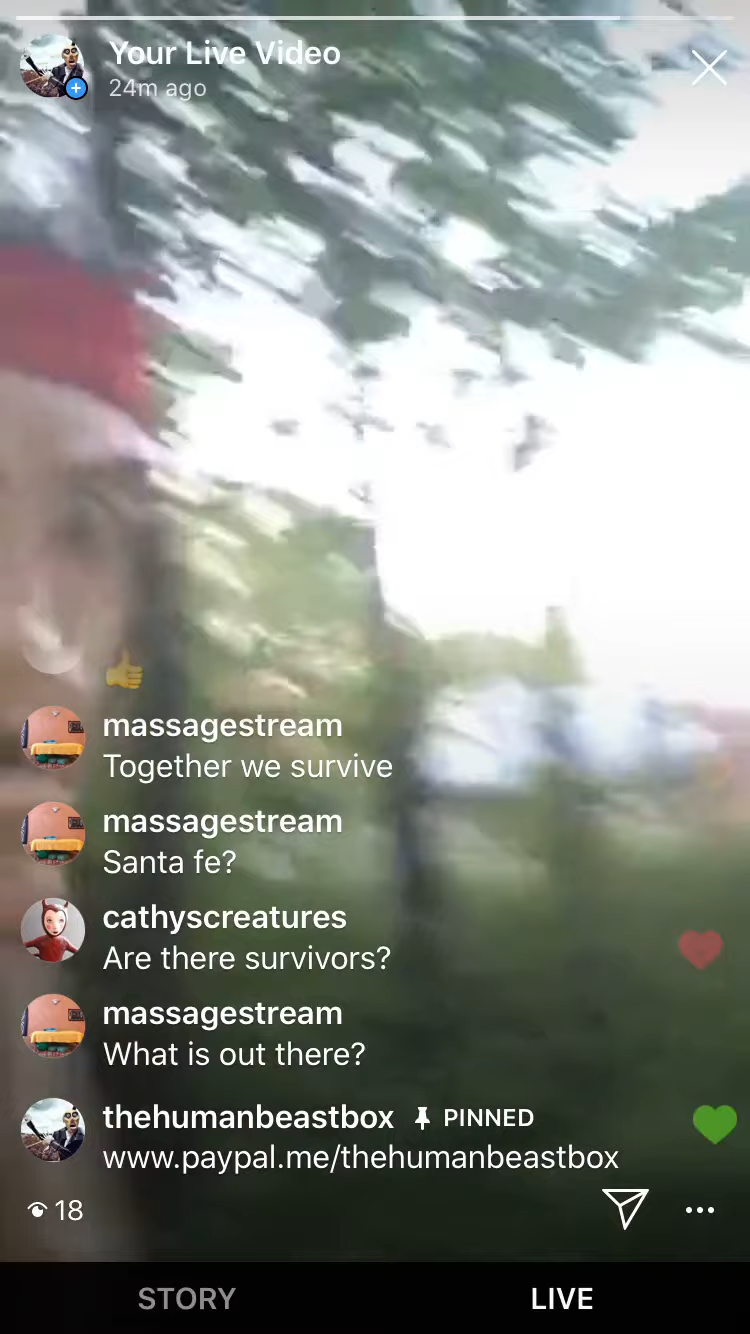 Your Live Video
24m ago
👍
massagestream
Together we survive
massagestream
Santa fe?
cathyscreatures
Are there survivors?
massagestream
What is out there?
thehumanbeastbox PINNED
www.paypal.me/thehumanbeastbox
18
STORY LIVE